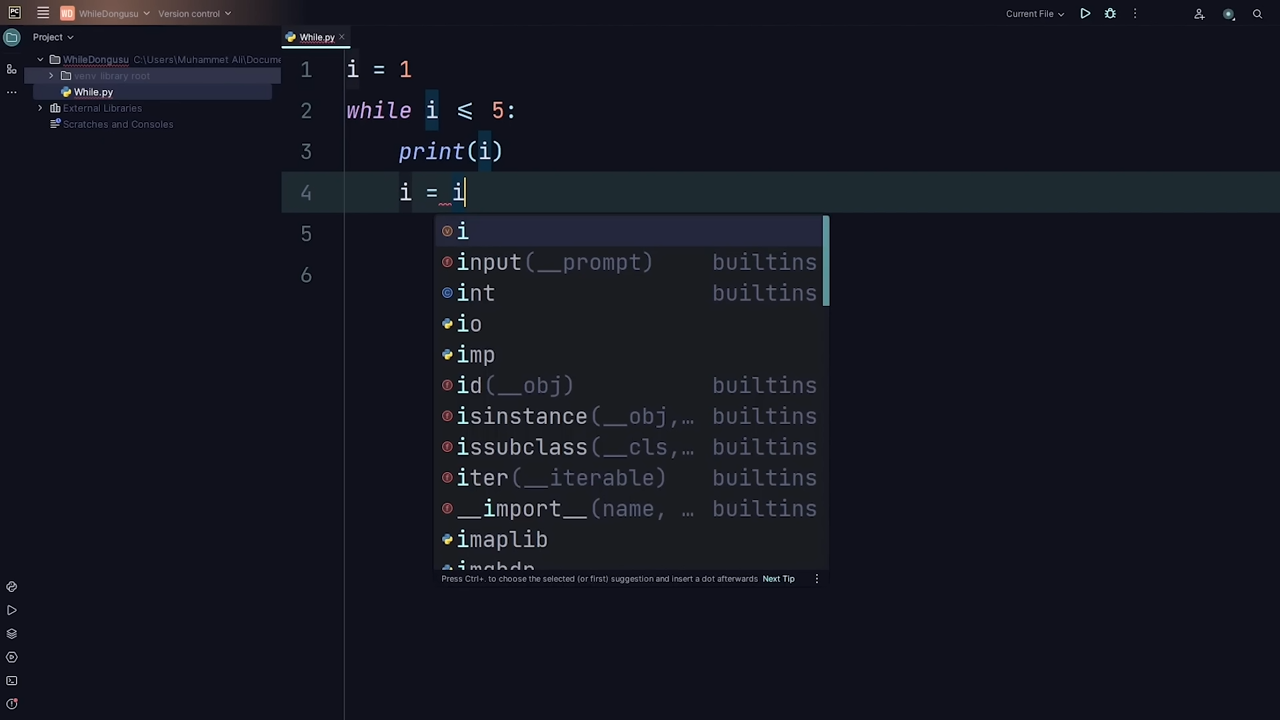 PC WD WhileDongusu Version control Current File
Project
While.py
WhileDongusu C:\Users\Muhammet Ali\Docume
venv library root
While.py
External Libraries
Scratches and Consoles
1 i = 1
2 while i <= 5:
3 print(i)
4 i = i
5
6
i
input(__prompt) builtins
int builtins
io
imp
id(__obj) builtins
isinstance(__obj,… builtins
issubclass(__cls,… builtins
iter(__iterable) builtins
__import__(name, … builtins
imaplib
imghdr
Press Ctrl+. to choose the selected (or first) suggestion and insert a dot afterwards Next Tip